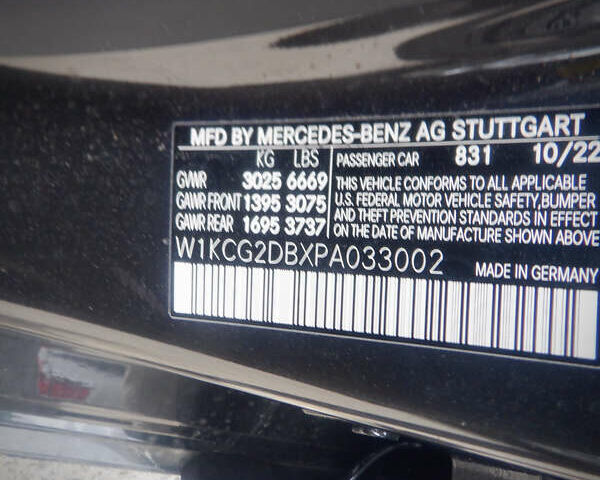 MFD BY MERCEDES-BENZ AG STUTTGART
KG LBS PASSENGER CAR 831 10/22
GVWR 3025 6669 THIS VEHICLE CONFORMS TO ALL APPLICABLE
GAWR FRONT 1395 3075 U.S. FEDERAL MOTOR VEHICLE SAFETY,BUMPER
GAWR REAR 1695 3737 AND THEFT PREVENTION STANDARDS IN EFFECT
ON THE DATE OF MANUFACTURE SHOWN ABOVE
W1KCG2DBXPA033002 MADE IN GERMANY